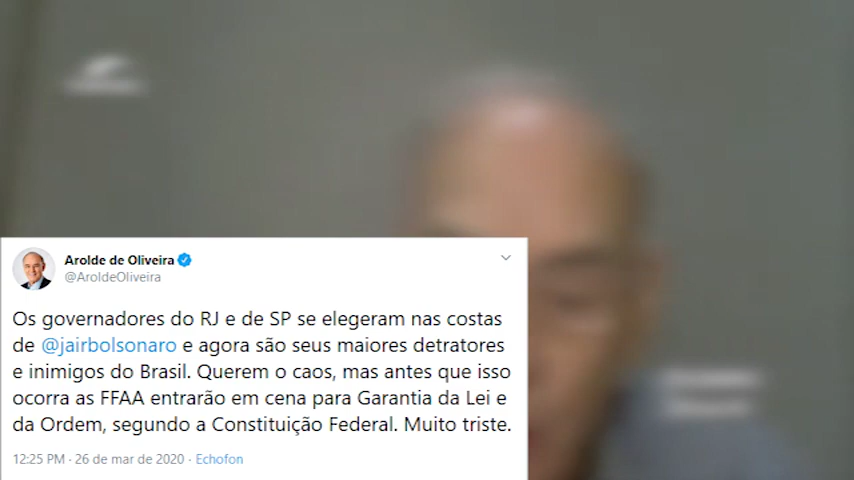 Arolde de Oliveira
@AroldeOliveira
Os governadores do RJ e de SP se elegeram nas costas
de @jairbolsonaro e agora são seus maiores detratores
e inimigos do Brasil. Querem o caos, mas antes que isso
ocorra as FFAA entrarão em cena para Garantia da Lei e
da Ordem, segundo a Constituição Federal. Muito triste.
12:25 PM · 26 de mar de 2020 · Echofon